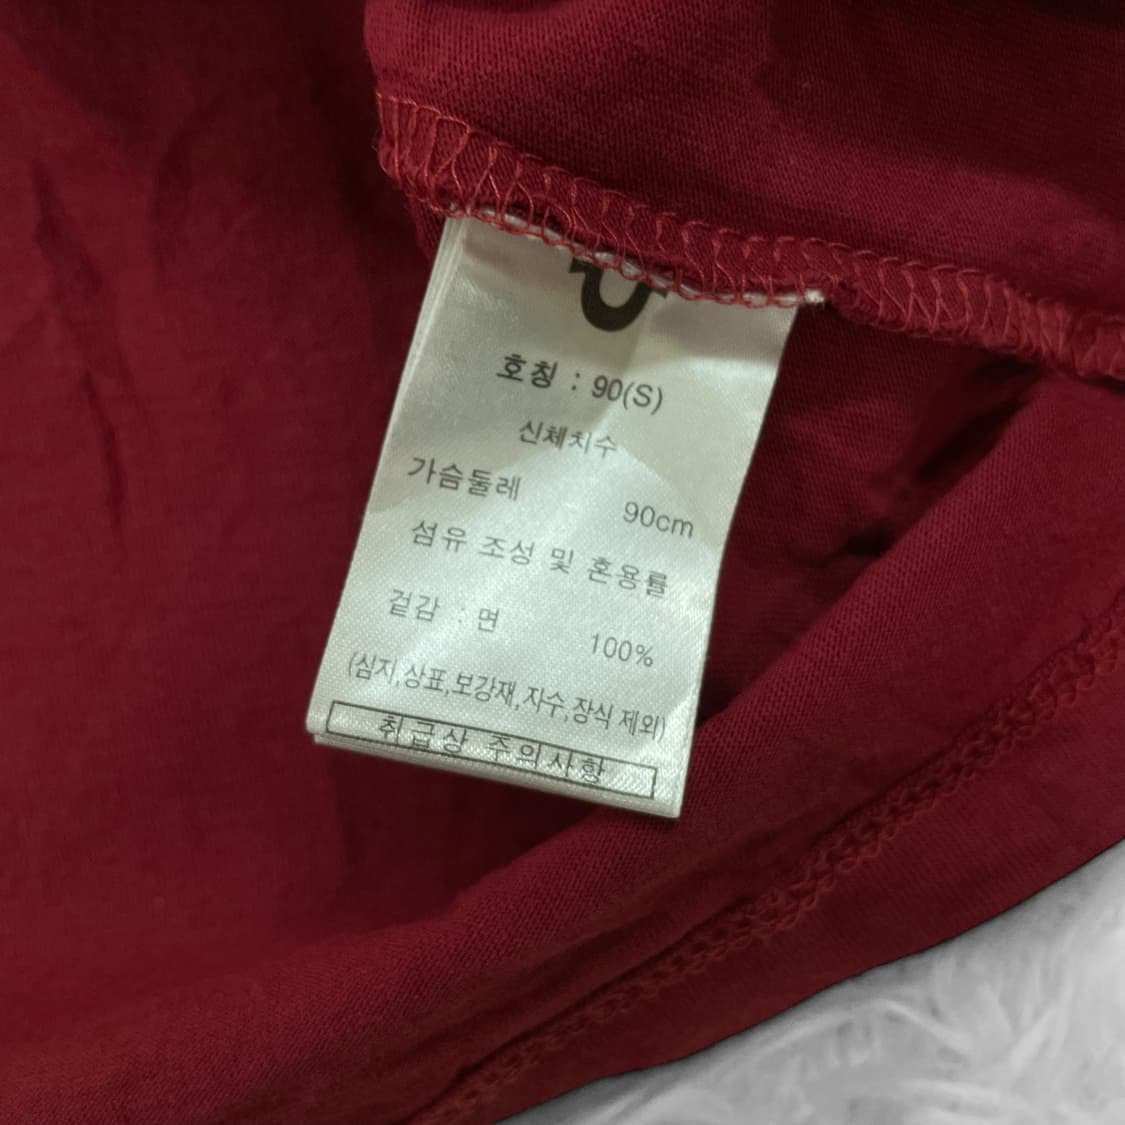 호칭 : 90(S)
신체치수
가슴둘레 90cm
섬유 조성 및 혼용률
겉감 : 면 100%
(심지,상표,보강재,자수,장식 제외)
취급상 주의사항